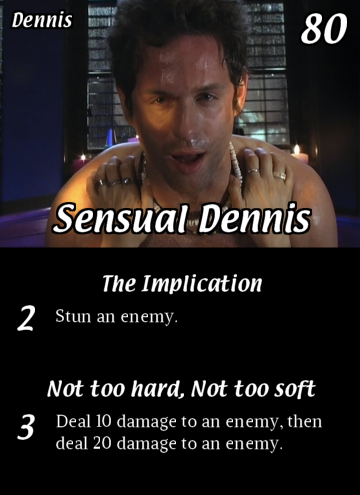 Dennis
80
Sensual Dennis
The Implication
2 Stun an enemy.
Not too hard, Not too soft
3 Deal 10 damage to an enemy, then
deal 20 damage to an enemy.